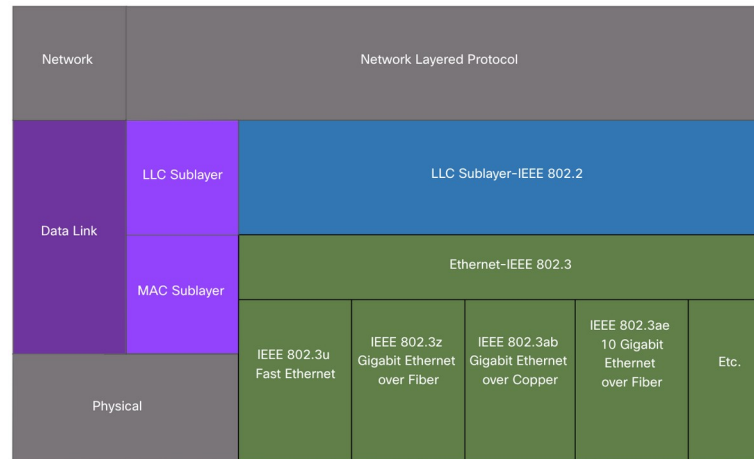 Network
Network Layered Protocol
Data Link
LLC Sublayer
LLC Sublayer-IEEE 802.2
MAC Sublayer
Ethernet-IEEE 802.3
IEEE 802.3u
Fast Ethernet
IEEE 802.3z
Gigabit Ethernet
over Fiber
IEEE 802.3ab
Gigabit Ethernet
over Copper
IEEE 802.3ae
10 Gigabit
Ethernet
over Fiber
Etc.
Physical